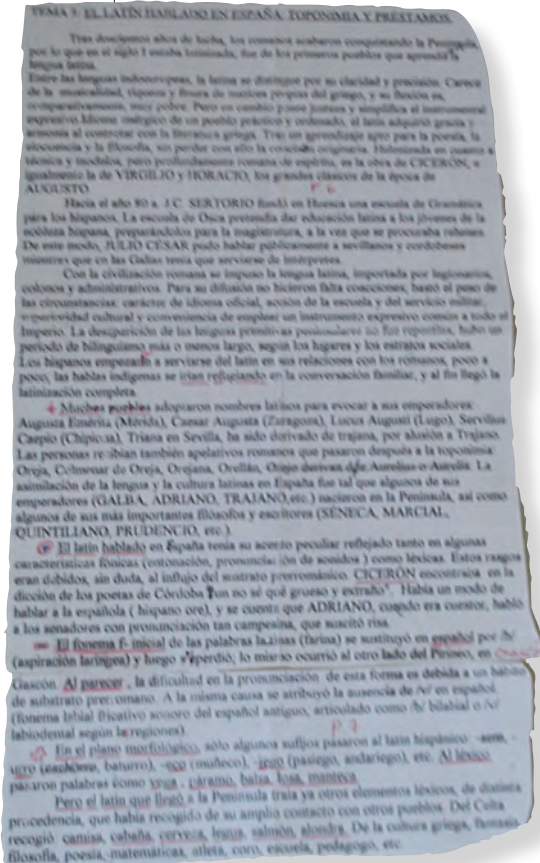 TEMA 3: EL LATÍN HABLADO EN ESPAÑA. TOPONIMIA Y PRÉSTAMOS.
Tras doscientos años de lucha, los romanos acabaron conquistando la Península,
por lo que en el siglo I estaba latinizada, fue de los primeros pueblos que aprendía la
lengua latina.
Entre las lenguas indoeuropeas, la latina se distingue por su claridad y precisión. Carece
de la musicalidad, riqueza y finura de matices propias del griego, y su flexión es,
comparativamente, muy pobre. Pero en cambio posee justeza y simplifica el instrumental
expresivo. Idioma enérgico de un pueblo práctico y ordenado, el latín adquirió gracia y
armonía al contactar con la literatura griega. Tras un aprendizaje apto para la poesía, la
elocuencia y la filosofía, sin perder con ello la concisión originaria. Helenizada en cuanto a
técnica y modelos, pero profundamente romana de espíritu, es la obra de CICERÓN, e
igualmente la de VIRGILIO y HORACIO, los grandes clásicos de la época de
AUGUSTO.
Hacia el año 80 a. J.C. SERTORIO fundó en Huesca una escuela de Gramática
para los hispanos. La escuela de Osca pretendía dar educación latina a los jóvenes de la
nobleza hispana, preparándolos para la magistratura, a la vez que se procuraba rehenes.
De este modo, JULIO CÉSAR pudo hablar públicamente a sevillanos y cordobeses
mientras que en las Galias tenía que servirse de intérpretes.
Con la civilización romana se impuso la lengua latina, importada por legionarios,
colonos y administrativos. Para su difusión no hicieron falta coacciones, bastó el peso de
las circunstancias: carácter de idioma oficial, acción de la escuela y del servicio militar,
superioridad cultural y conveniencia de emplear un instrumento expresivo común a todo el
Imperio. La desaparición de las lenguas primitivas peninsulares no fue repentina, hubo un
período de bilingüismo más o menos largo, según los lugares y los estratos sociales.
Los hispanos empezarán a servirse del latín en sus relaciones con los romanos, poco a
poco, las hablas indígenas se irían refugiando en la conversación familiar, y al fin llegó la
latinización completa.
Muchos pueblos adoptaron nombres latinos para evocar a sus emperadores:
Augusta Emérita (Mérida), Caesar Augusta (Zaragoza), Lucus Augusti (Lugo), Servilius
Caepio (Chipiona), Triana en Sevilla, ha sido derivado de trajana, por alusión a Trajano.
Las personas recibían también apelativos romanos que pasaron después a la toponimia:
Oreja, Colmenar de Oreja, Orejana, Orellán, Orejo derivan de Aurelius o Aurelia. La
asimilación de la lengua y la cultura latinas en España fue tal que algunos de sus
emperadores (GALBA, ADRIANO, TRAJANO, etc.) nacieron en la Península, así como
algunos de sus más importantes filósofos y escritores (SÉNECA, MARCIAL,
QUINTILIANO, PRUDENCIO, etc.).
El latín hablado en España tenía su acento peculiar reflejado tanto en algunas
características fónicas (entonación, pronunciación de sonidos) como léxicas. Estos rasgos
eran debidos, sin duda, al influjo del sustrato prerrománico. CICERÓN encontraba en la
dicción de los poetas de Córdoba "un no sé qué grueso y extraño". Había un modo de
hablar a la española ( hispano ore), y se cuenta que ADRIANO, cuando era cuestor, habló
a los senadores con pronunciación tan campesina, que suscitó risa.
El fonema f- inicial de las palabras latinas (farina) se sustituyó en español por /h/
(aspiración laríngea) y luego se perdió; lo mismo ocurrió al otro lado del Pirineo, en
Gascón. Al parecer , la dificultad en la pronunciación de esta forma es debida a un hábito
de substrato prerromano. A la misma causa se atribuyó la ausencia de /v/ en español
(fonema labial fricativo sonoro del español antiguo, articulado como /b/ bilabial o /v/
labiodental según las regiones).
P 7
En el plano morfológico, sólo algunos sufijos pasaron al latín hispánico:
-urro (cachorro, baturro), -eco (muñeco), -iego (pasiego, andariego), etc. Al léxico
pasaron palabras como vega , páramo, balsa, losa, manteca.
Pero el latín que llegó a la Península traía ya otros elementos léxicos, de distinta
procedencia, que había recogido de su amplio contacto con otros pueblos. Del Celta
recogió camisa, cabaña, cerveza, legua, salmón, alondra. De la cultura griega, fantasía
filosofía, poesía, matemáticas, atleta, coro, escuela, pedagogo, etc.